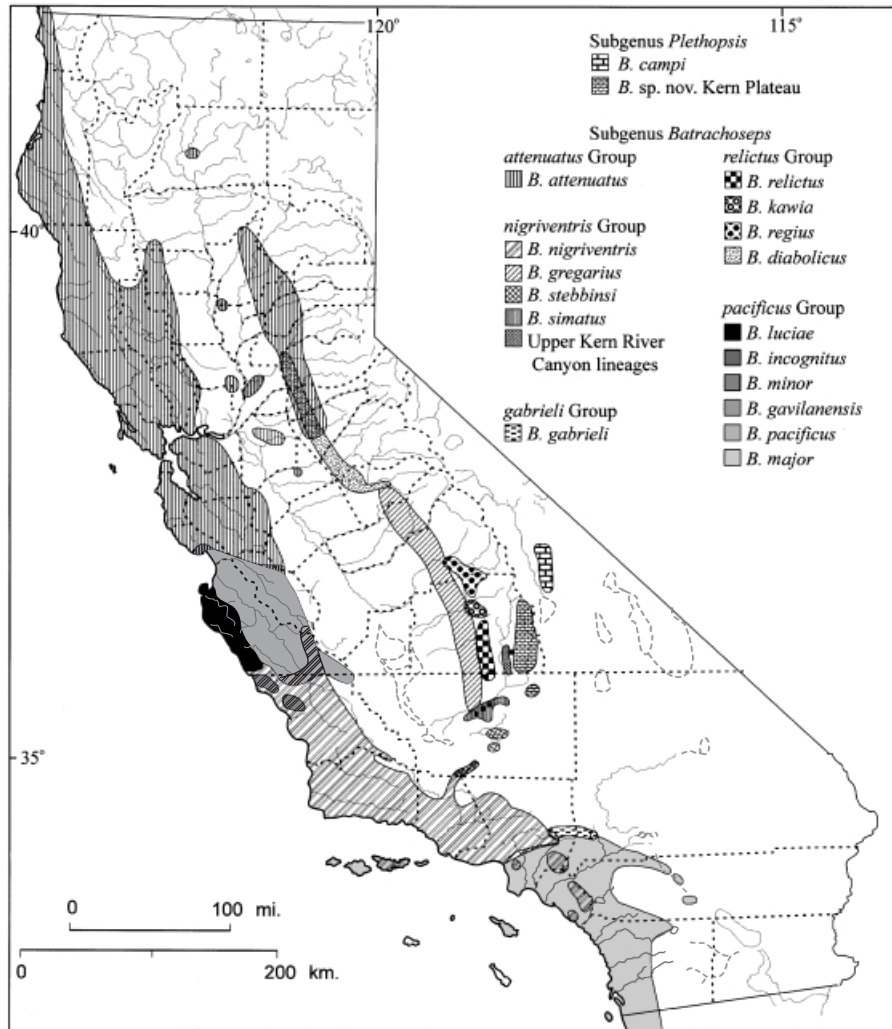 120°
115°
Subgenus Plethopsis
B. campi
B. sp. nov. Kern Plateau
Subgenus Batrachoseps
attenuatus Group
B. attenuatus
nigriventris Group
B. nigriventris
B. gregarius
B. stebbinsi
B. simatus
Upper Kern River
Canyon lineages
gabrieli Group
B. gabrieli
relictus Group
B. relictus
B. kawia
B. regius
B. diabolicus
pacificus Group
B. luciae
B. incognitus
B. minor
B. gavilanensis
B. pacificus
B. major
40°
35°
0 100 mi.
0 200 km.